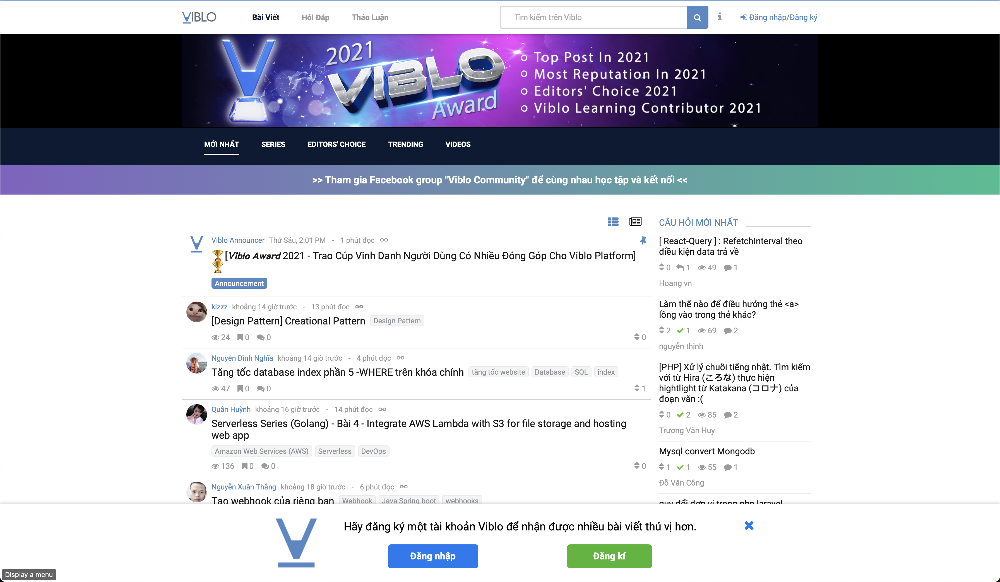 VIBLO
Bài Viết
Hỏi Đáp
Thảo Luận
Tìm kiếm trên Viblo
Đăng nhập/Đăng ký
2021
VIBLO
Award
Top Post In 2021
Most Reputation In 2021
Editors' Choice 2021
Viblo Learning Contributor 2021
MỚI NHẤT
SERIES
EDITORS' CHOICE
TRENDING
VIDEOS
>> Tham gia Facebook group "Viblo Community" để cùng nhau học tập và kết nối <<
Viblo Announcer Thứ Sáu, 2:01 PM - 1 phút đọc
🏆[Viblo Award 2021 - Trao Cúp Vinh Danh Người Dùng Có Nhiều Đóng Góp Cho Viblo Platform]
🏆
Announcement
kizzz khoảng 14 giờ trước - 13 phút đọc
[Design Pattern] Creational Pattern Design Pattern
24 0 0 0
Nguyễn Đình Nghĩa khoảng 14 giờ trước - 4 phút đọc
Tăng tốc database index phần 5 -WHERE trên khóa chính tăng tốc website Database SQL index
47 0 0 1
Quân Huỳnh khoảng 16 giờ trước - 14 phút đọc
Serverless Series (Golang) - Bài 4 - Integrate AWS Lambda with S3 for file storage and hosting
web app
Amazon Web Services (AWS) Serverless DevOps
136 0 0 0
Nguyễn Xuân Thắng khoảng 18 giờ trước - 6 phút đọc
Tạo webhook của riêng bạn Webhook Java Spring boot webhooks
CÂU HỎI MỚI NHẤT
[ React-Query ] : RefetchInterval theo
điều kiện data trả về
0 1 49 1
Hoang vn
Làm thế nào để điều hướng thẻ <a>
lồng vào trong thẻ khác?
2 1 69 2
nguyễn thịnh
[PHP] Xử lý chuỗi tiếng nhật. Tìm kiếm
với từ Hira (ころな) thực hiện
hightlight từ Katakana (コロナ) của
đoạn văn :(
0 2 85 2
Trương Văn Huy
Mysql convert Mongodb
1 1 55 1
Đỗ Văn Công
quy đổi đơn vị trong php laravel
Hãy đăng ký một tài khoản Viblo để nhận được nhiều bài viết thú vị hơn.
Đăng nhập
Đăng kí
Display a menu